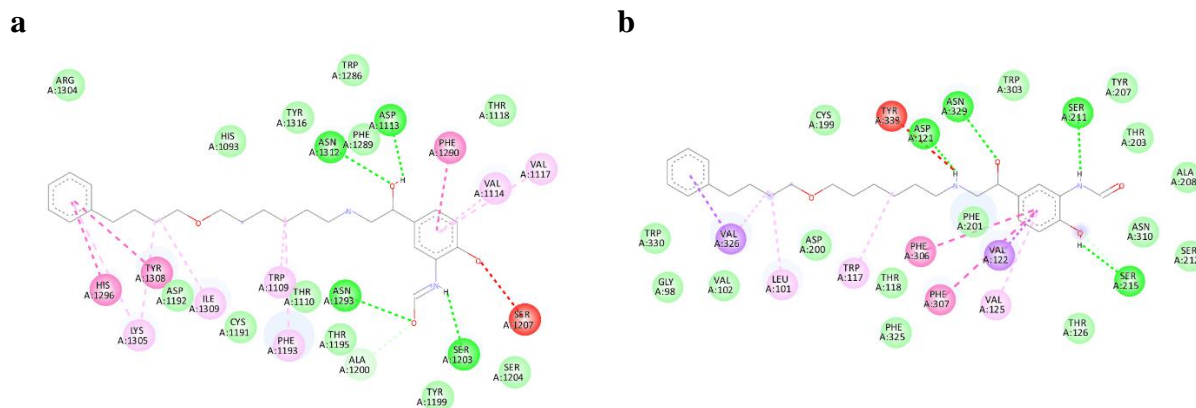 a
b
TRP
A:1286
ARG
A:1304
TYR
A:1316
ASP
A:1113
THR
A:1118
HIS
A:1093
PHE
A:1289
ASN
A:1312
PHE
A:1290
VAL
A:1117
VAL
A:1114
H
O
O
N
O
N
H
O
HIS
A:1296
TYR
A:1308
ASP
A:1192
LYS
A:1305
ILE
A:1309
CYS
A:1191
TRP
A:1109
THR
A:1110
ASN
A:1293
PHE
A:1193
THR
A:1195
ALA
A:1200
SER
A:1207
SER
A:1203
SER
A:1204
TYR
A:1199
TRP
A:303
TYR
A:207
CYS
A:199
ASN
A:329
SER
A:211
ASP
A:121
THR
A:203
ALA
A:208
H
O
H
O
N
N
O
O
H
TRP
A:330
VAL
A:326
ASP
A:200
PHE
A:201
ASN
A:310
GLY
A:98
VAL
A:102
LEU
A:101
TRP
A:117
PHE
A:306
VAL
A:122
THR
A:118
PHE
A:307
VAL
A:125
SER
A:215
PHE
A:325
THR
A:126